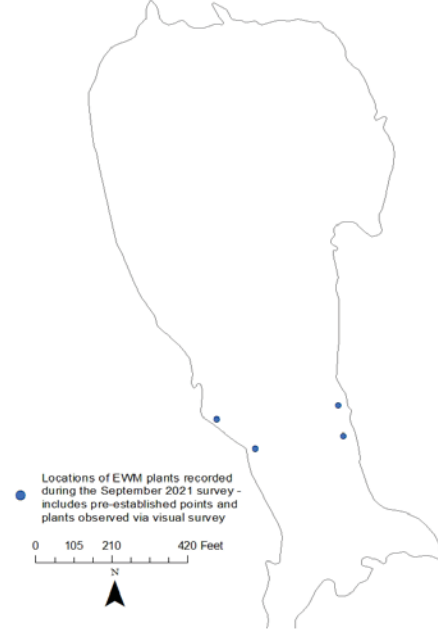 Locations of EWM plants recorded
during the September 2021 survey -
includes pre-established points and
plants observed via visual survey
0 105 210 420 Feet
N